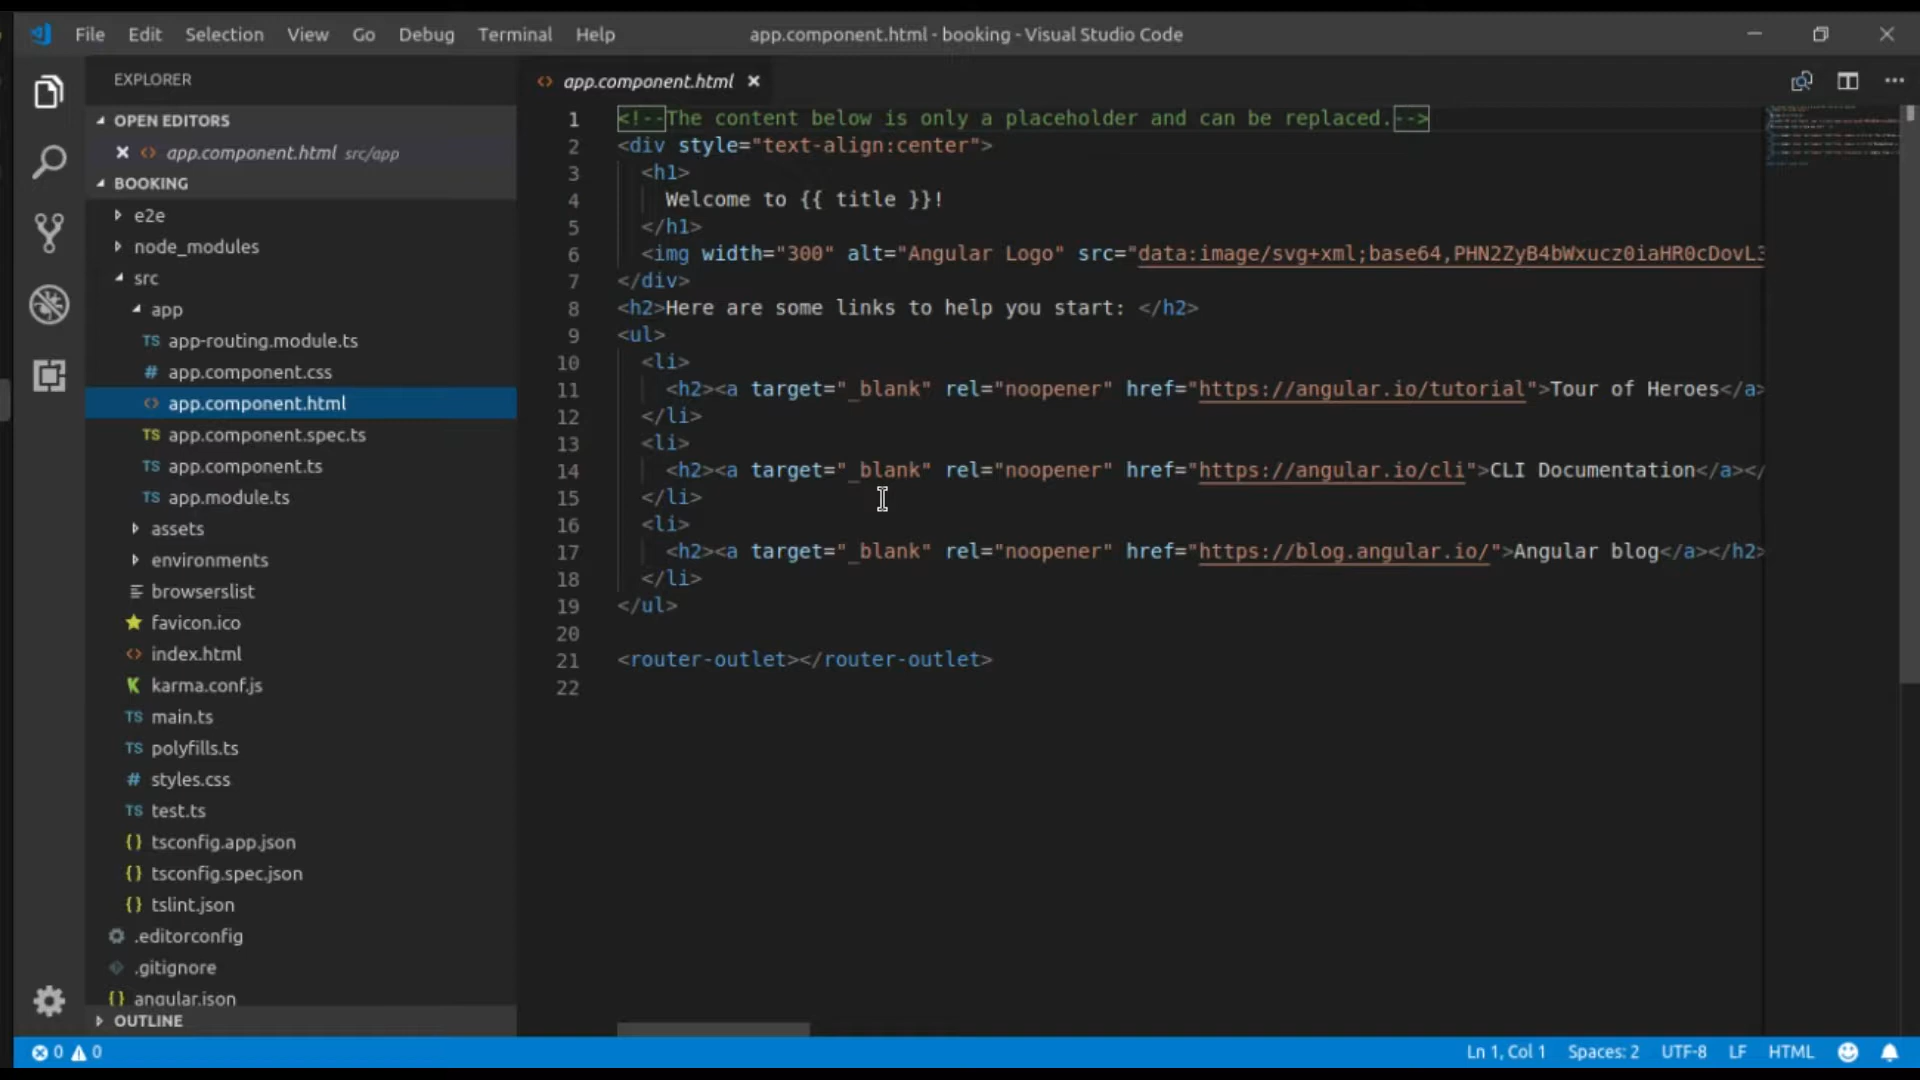 File Edit Selection View Go Debug Terminal Help app.component.html - booking - Visual Studio Code
EXPLORER
OPEN EDITORS
app.component.html src/app
BOOKING
e2e
node_modules
src
app
TS app-routing.module.ts
# app.component.css
<> app.component.html
TS app.component.spec.ts
TS app.component.ts
TS app.module.ts
assets
environments
browserslist
favicon.ico
<> index.html
karma.conf.js
TS main.ts
TS polyfills.ts
# styles.css
TS test.ts
{} tsconfig.app.json
{} tsconfig.spec.json
{} tslint.json
.editorconfig
.gitignore
{} angular.json
OUTLINE
<> app.component.html
1 <!--The content below is only a placeholder and can be replaced.-->
2 <div style="text-align:center">
3 <h1>
4 Welcome to {{ title }}!
5 </h1>
6 <img width="300" alt="Angular Logo" src="data:image/svg+xml;base64,PHN2ZyB4bWxucz0iaHR0cDovL3
7 </div>
8 <h2>Here are some links to help you start: </h2>
9 <ul>
10 <li>
11 <h2><a target="_blank" rel="noopener" href="https://angular.io/tutorial">Tour of Heroes</a>
12 </li>
13 <li>
14 <h2><a target="_blank" rel="noopener" href="https://angular.io/cli">CLI Documentation</a></
15 </li>
16 <li>
17 <h2><a target="_blank" rel="noopener" href="https://blog.angular.io/">Angular blog</a></h2>
18 </li>
19 </ul>
20
21 <router-outlet></router-outlet>
22
0 0 Ln 1, Col 1 Spaces: 2 UTF-8 LF HTML